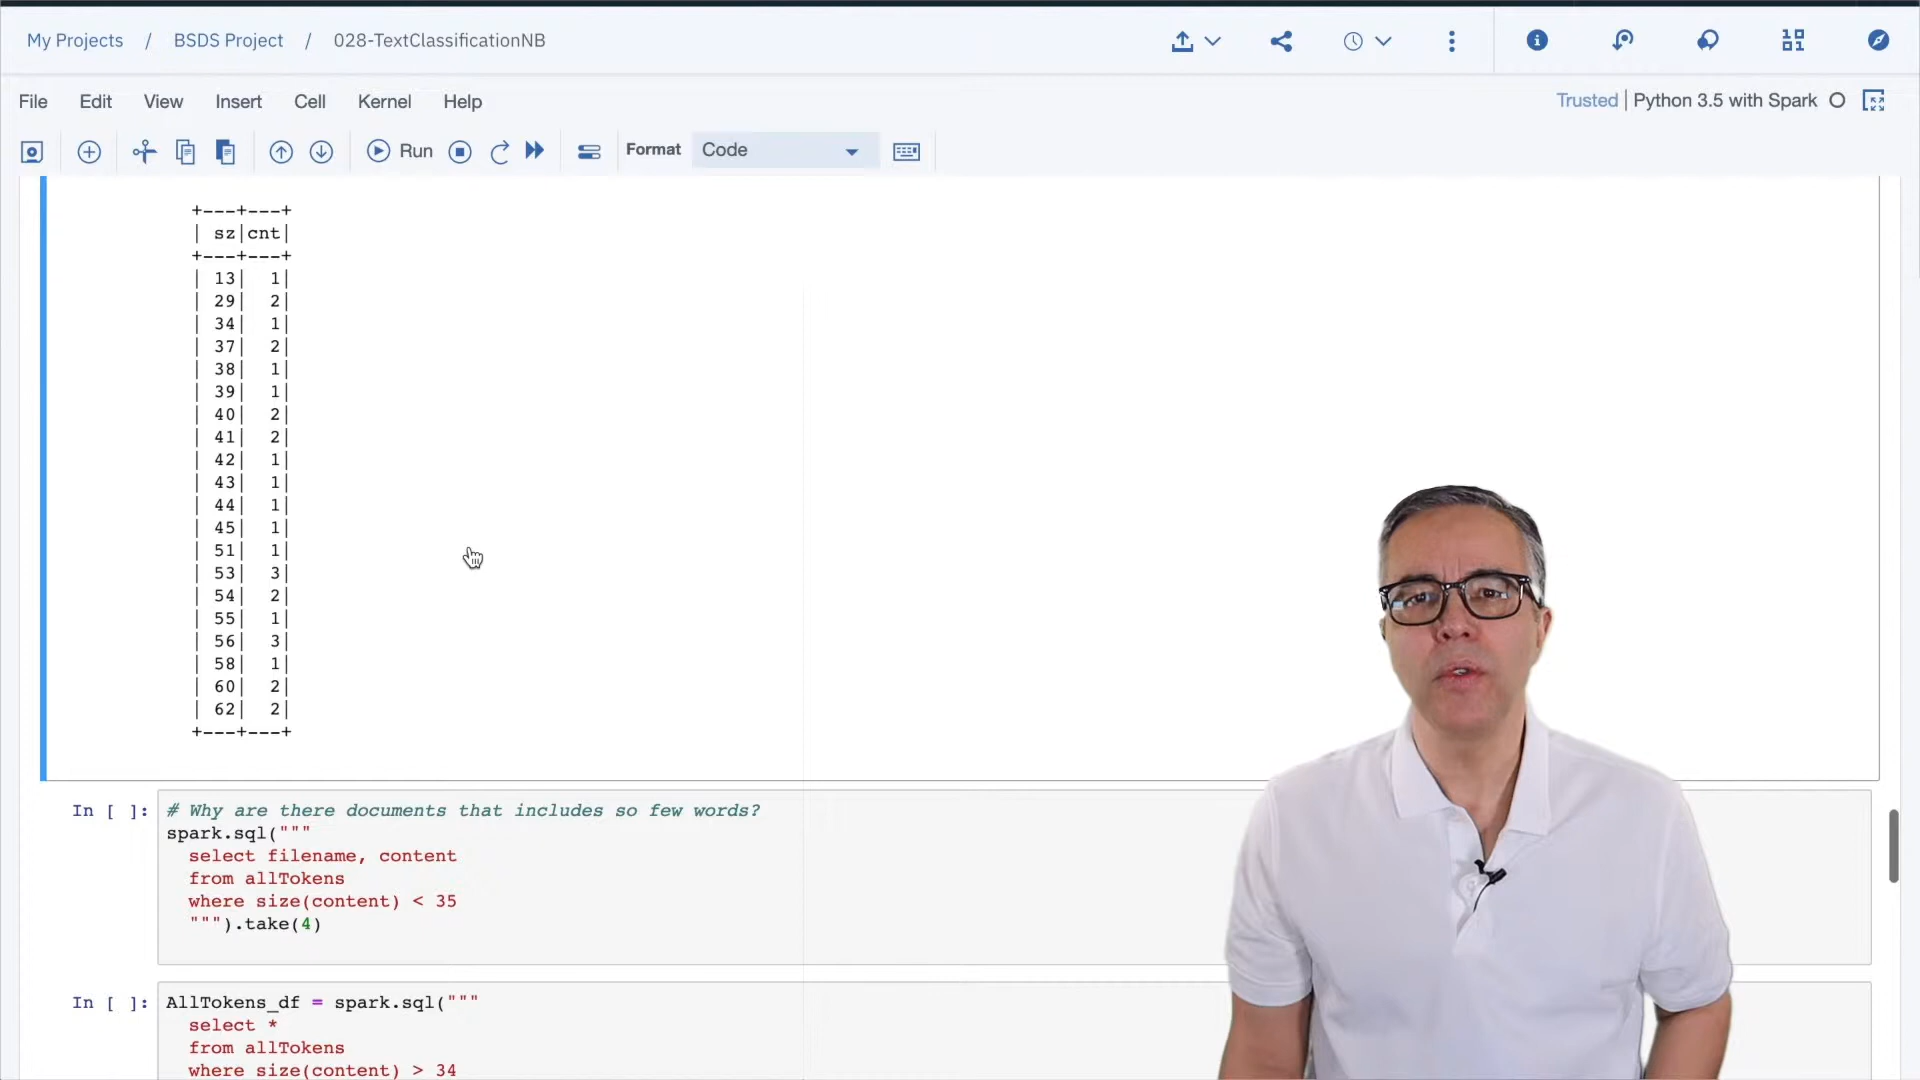 My Projects / BSDS Project / 028-TextClassificationNB
File Edit View Insert Cell Kernel Help
Trusted | Python 3.5 with Spark
Run Format Code
+---+---+
| sz|cnt|
+---+---+
| 13| 1|
| 29| 2|
| 34| 1|
| 37| 2|
| 38| 1|
| 39| 1|
| 40| 2|
| 41| 2|
| 42| 1|
| 43| 1|
| 44| 1|
| 45| 1|
| 51| 1|
| 53| 3|
| 54| 2|
| 55| 1|
| 56| 3|
| 58| 1|
| 60| 2|
| 62| 2|
+---+---+
In [ ]: # Why are there documents that includes so few words?
spark.sql("""
select filename, content
from allTokens
where size(content) < 35
""").take(4)
In [ ]: AllTokens_df = spark.sql("""
select *
from allTokens
where size(content) > 34